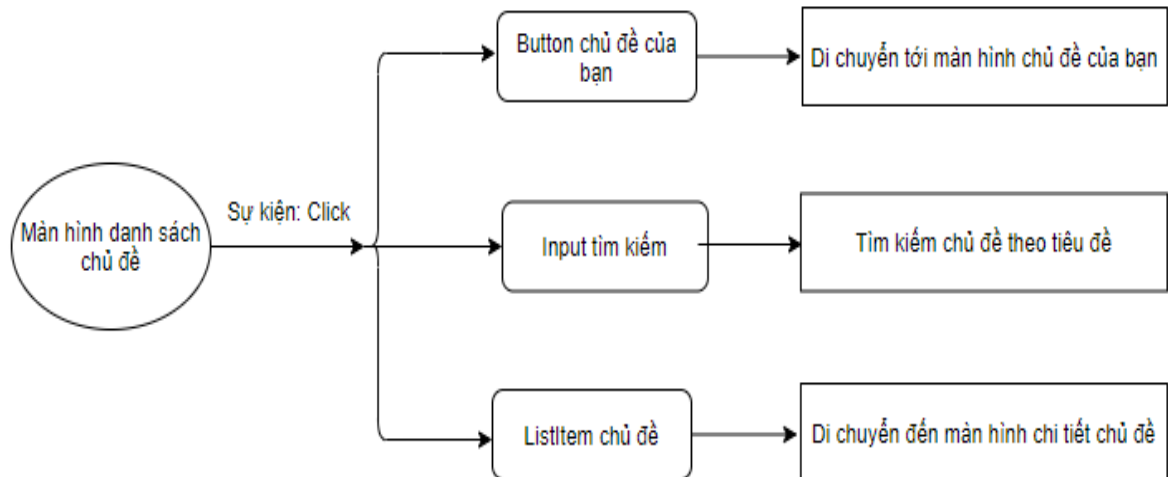 Màn hình danh sách
chủ đề
Sự kiện: Click
Button chủ đề của
bạn
Di chuyển tới màn hình chủ đề của bạn
Input tìm kiếm
Tìm kiếm chủ đề theo tiêu đề
ListItem chủ đề
Di chuyển đến màn hình chi tiết chủ đề